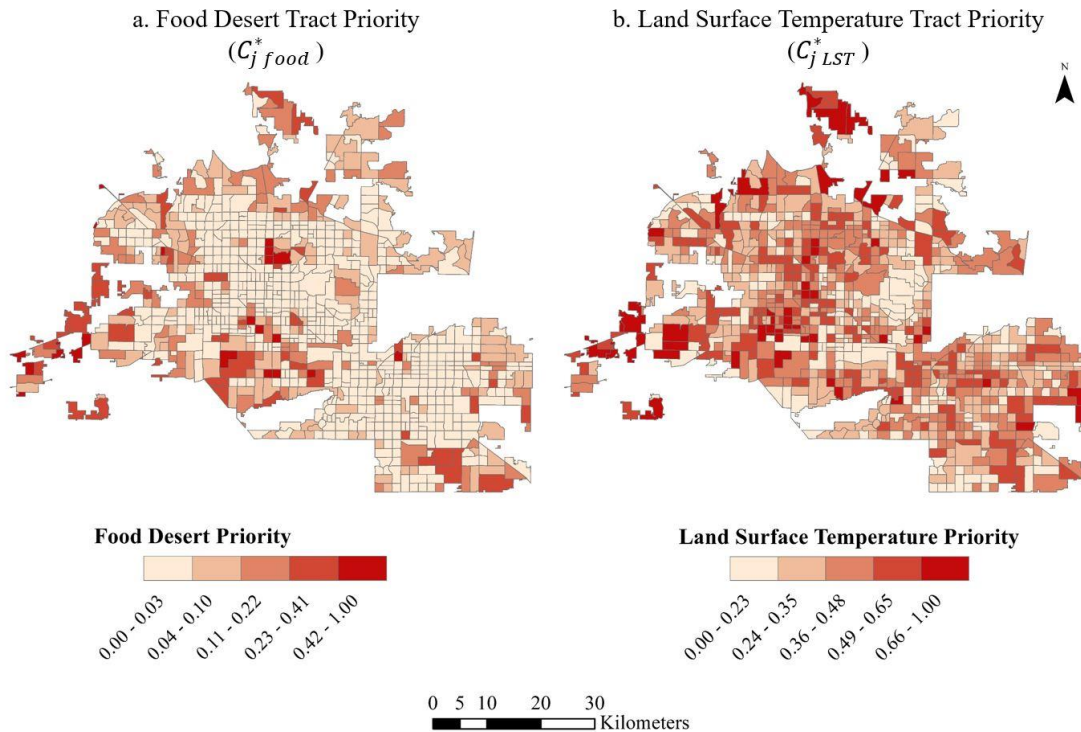 a. Food Desert Tract Priority
(C*j food )
b. Land Surface Temperature Tract Priority
(C*j LST )
N
Food Desert Priority
0.00 - 0.03
0.04 - 0.10
0.11 - 0.22
0.23 - 0.41
0.42 - 1.00
Land Surface Temperature Priority
0.00 - 0.23
0.24 - 0.35
0.36 - 0.48
0.49 - 0.65
0.66 - 1.00
0 5 10 20 30
Kilometers